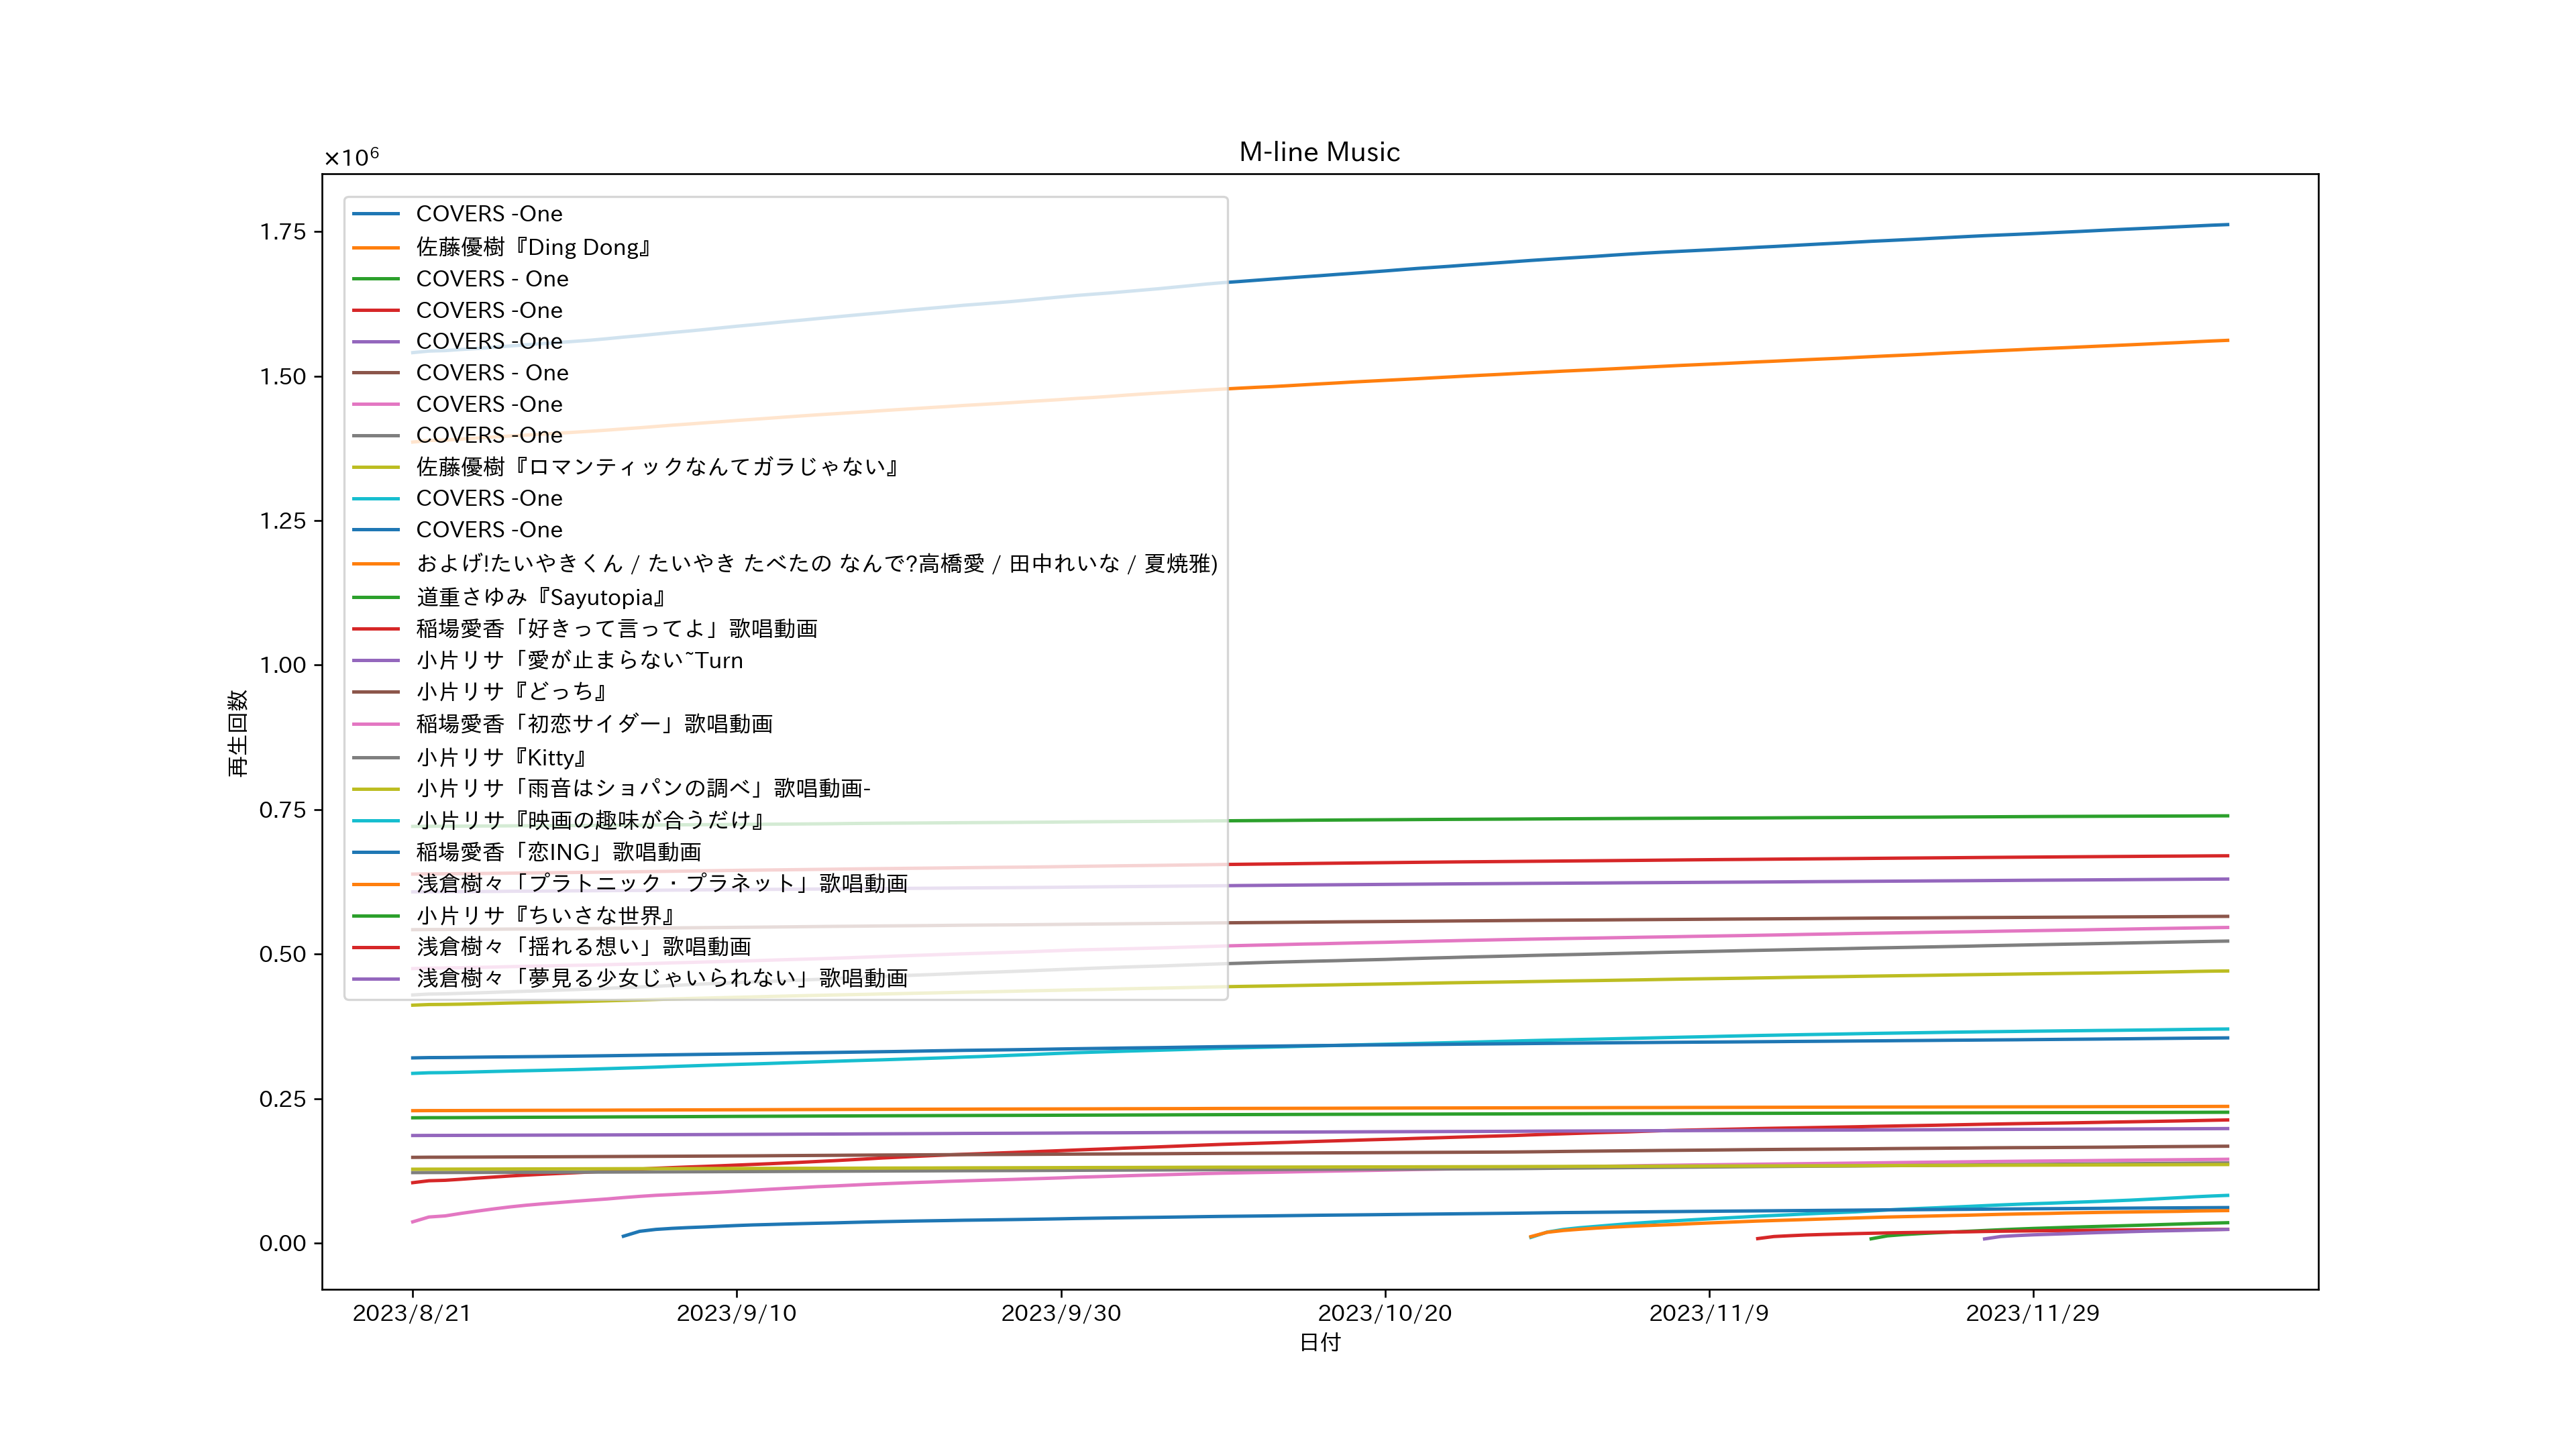 M-line Music
×10⁶
1.75
1.50
1.25
1.00
0.75
0.50
0.25
0.00
再生回数
COVERS -One
佐藤優樹『Ding Dong』
COVERS - One
COVERS -One
COVERS -One
COVERS - One
COVERS -One
COVERS -One
佐藤優樹『ロマンティックなんてガラじゃない』
COVERS -One
COVERS -One
およげ!たいやきくん / たいやき たべたの なんで?高橋愛 / 田中れいな / 夏焼雅)
道重さゆみ『Sayutopia』
稲場愛香「好きって言ってよ」歌唱動画
小片リサ「愛が止まらない~Turn
小片リサ『どっち』
稲場愛香「初恋サイダー」歌唱動画
小片リサ『Kitty』
小片リサ「雨音はショパンの調べ」歌唱動画-
小片リサ『映画の趣味が合うだけ』
稲場愛香「恋ING」歌唱動画
浅倉樹々「プラトニック・プラネット」歌唱動画
小片リサ『ちいさな世界』
浅倉樹々「揺れる想い」歌唱動画
浅倉樹々「夢見る少女じゃいられない」歌唱動画
2023/8/21 2023/9/10 2023/9/30 2023/10/20 2023/11/9 2023/11/29
日付